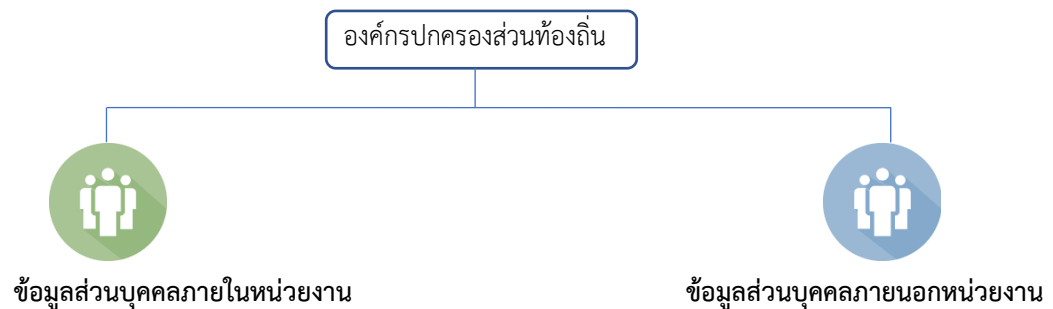 องค์กรปกครองส่วนท้องถิ่น
ข้อมูลส่วนบุคคลภายในหน่วยงาน
ข้อมูลส่วนบุคคลภายนอกหน่วยงาน